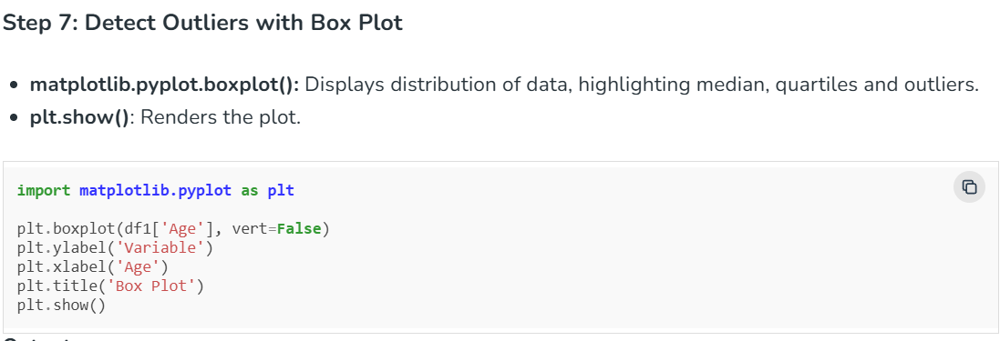 Step 7: Detect Outliers with Box Plot
matplotlib.pyplot.boxplot(): Displays distribution of data, highlighting median, quartiles and outliers.
plt.show(): Renders the plot.
import matplotlib.pyplot as plt
plt.boxplot(df1['Age'], vert=False)
plt.ylabel('Variable')
plt.xlabel('Age')
plt.title('Box Plot')
plt.show()